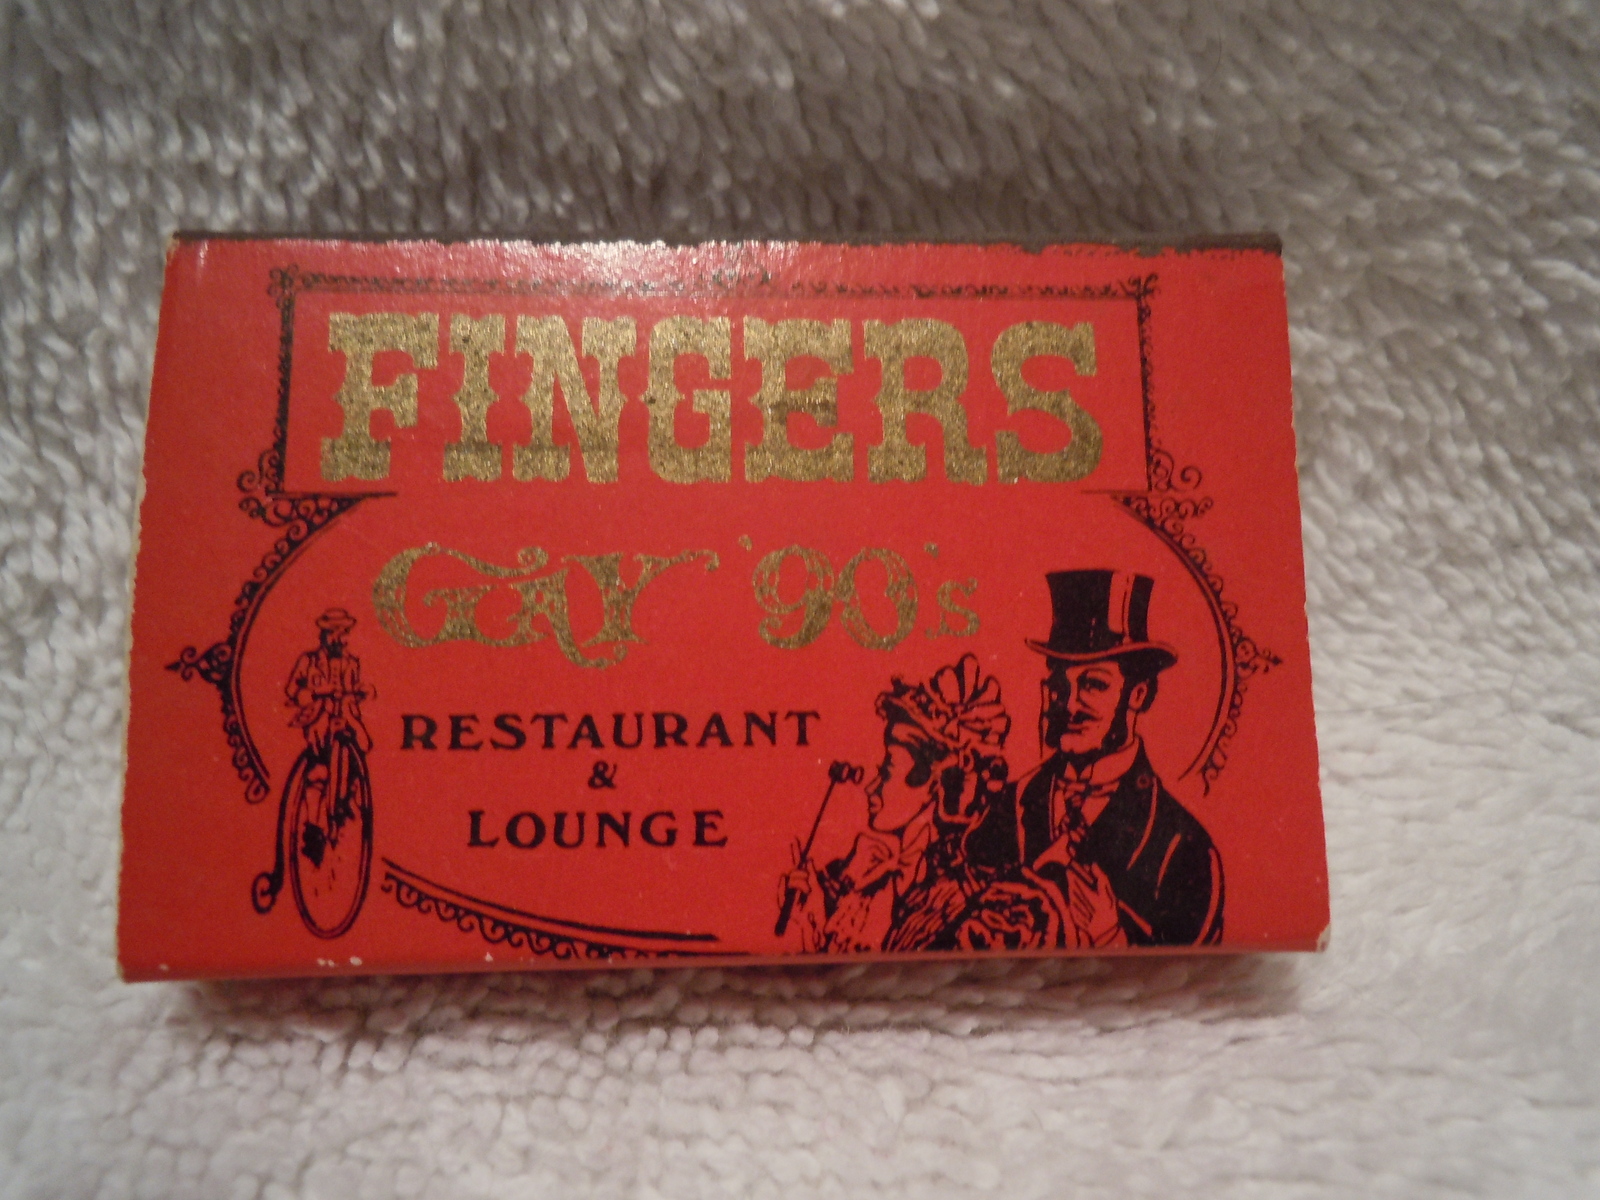 FINGERS
GAY '90's
RESTAURANT
&
LOUNGE